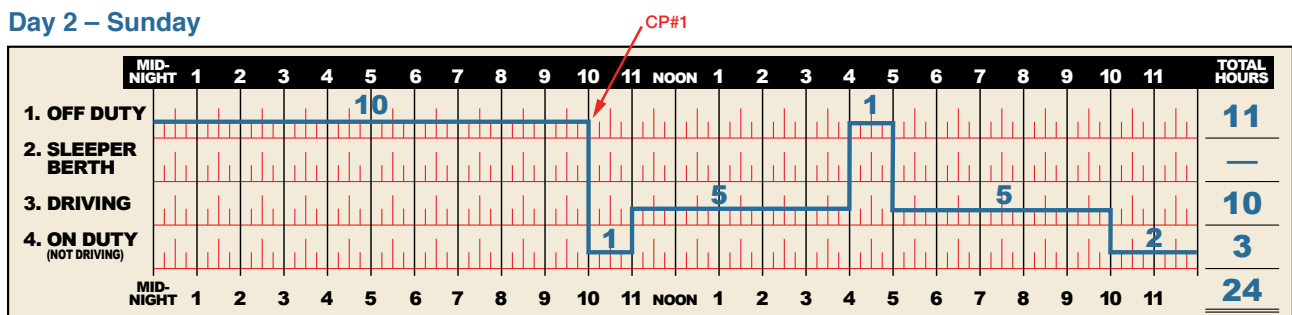 Day 2 – Sunday
CP#1
MID-NIGHT 1 2 3 4 5 6 7 8 9 10 11 NOON 1 2 3 4 5 6 7 8 9 10 11 TOTAL HOURS
1. OFF DUTY 10 1 11
2. SLEEPER BERTH —
3. DRIVING 5 5 10
4. ON DUTY 1 2 3
(NOT DRIVING)
MID-NIGHT 1 2 3 4 5 6 7 8 9 10 11 NOON 1 2 3 4 5 6 7 8 9 10 11 24